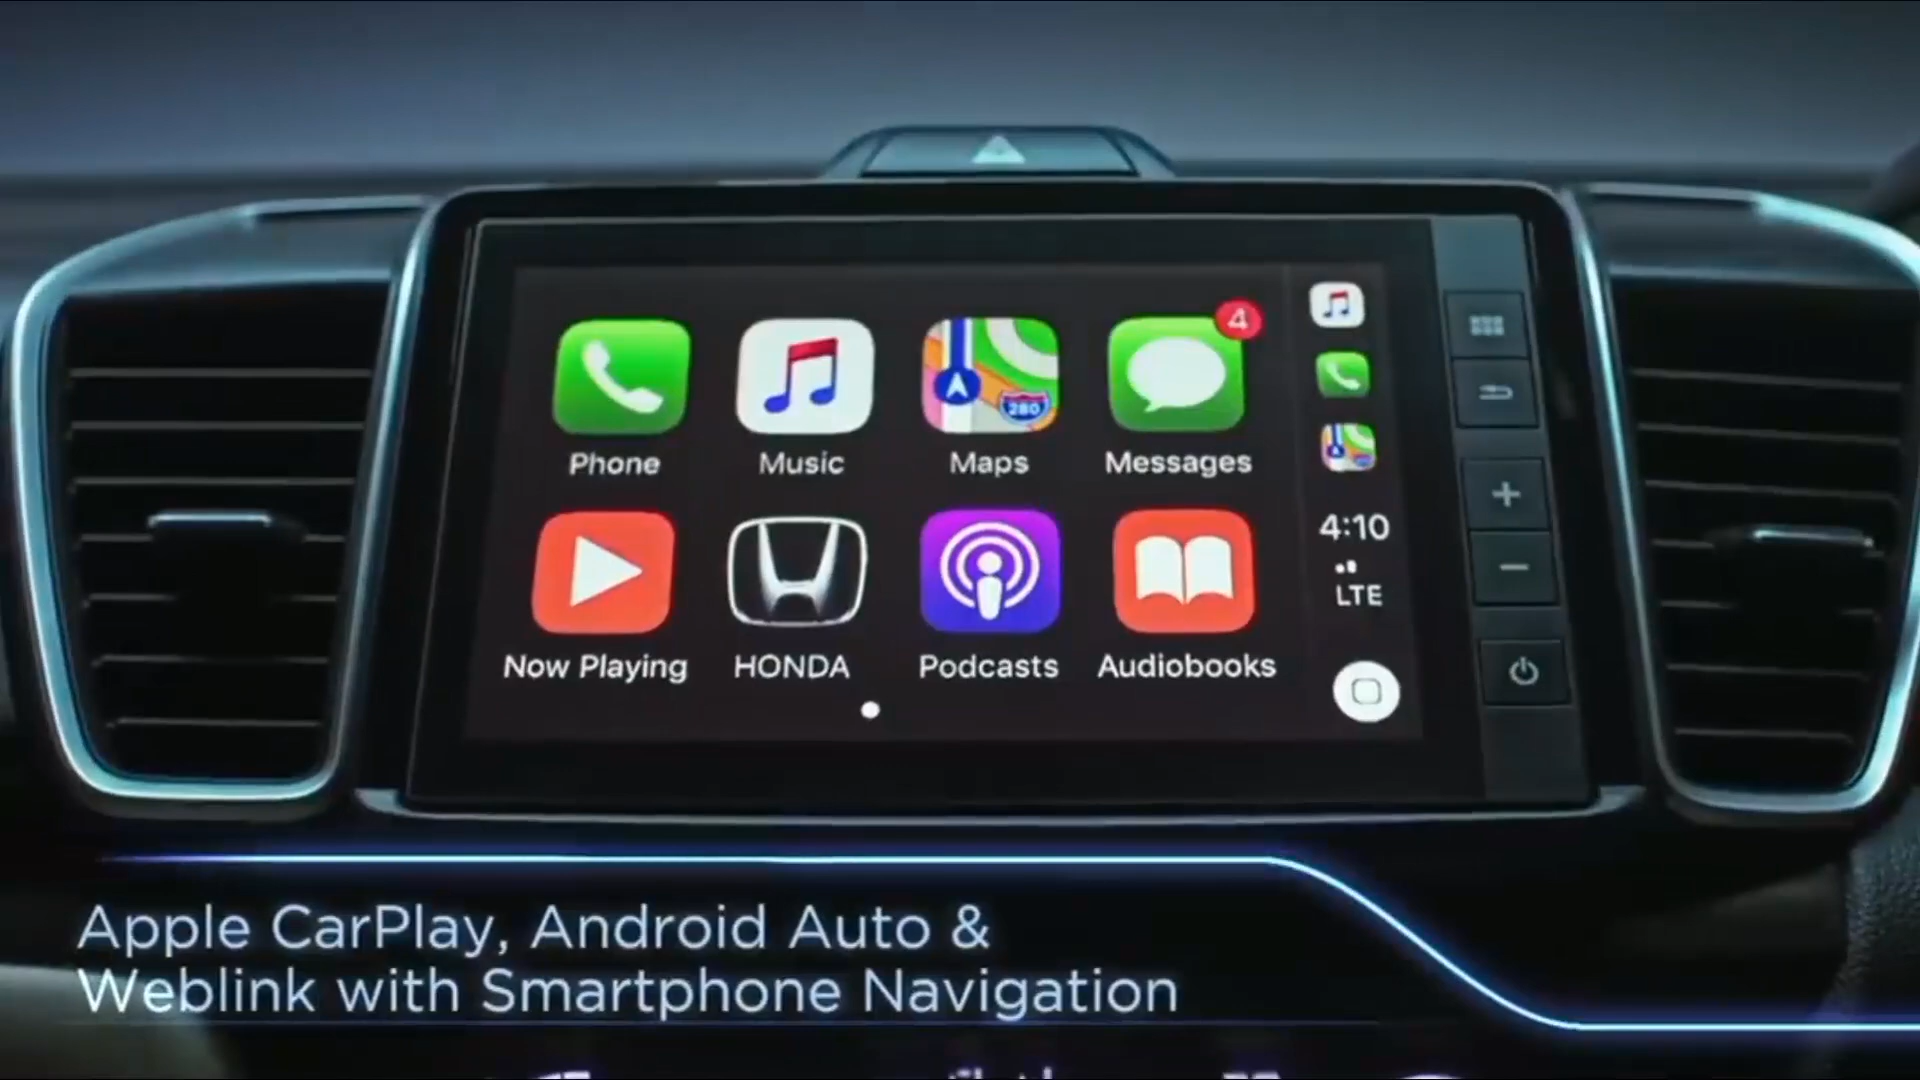 4
280
Phone Music Maps Messages
4:10
LTE
Now Playing HONDA Podcasts Audiobooks
Apple CarPlay, Android Auto &
Weblink with Smartphone Navigation